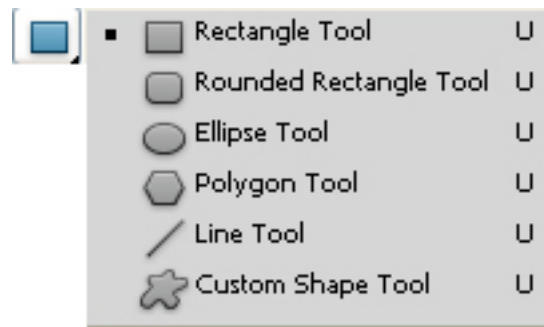 Rectangle Tool U
Rounded Rectangle Tool U
Ellipse Tool U
Polygon Tool U
Line Tool U
Custom Shape Tool U